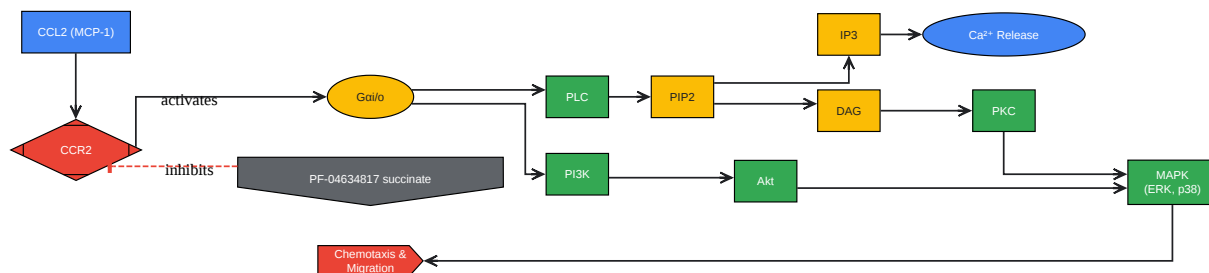 CCL2 (MCP-1)
IP3
Ca²⁺ Release
activates
Gαi/o
PLC
PIP2
DAG
PKC
CCR2
inhibits
PF-04634817 succinate
PI3K
Akt
MAPK
(ERK, p38)
Chemotaxis &
Migration